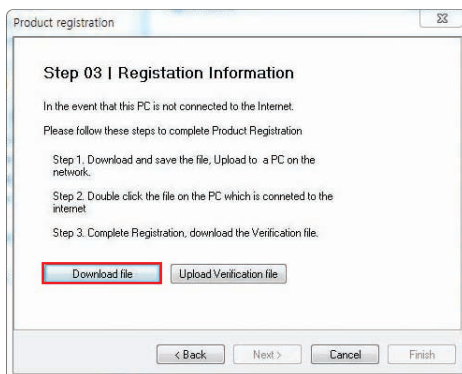 Product registration
Step 03 | Registation Information
In the event that this PC is not connected to the Internet.
Please follow these steps to complete Product Registration
Step 1. Download and save the file, Upload to a PC on the
network.
Step 2. Double click the file on the PC which is conneted to the
internet
Step 3. Complete Registration, download the Verification file.
Download file
Upload Verification file
< Back
Next >
Cancel
Finish